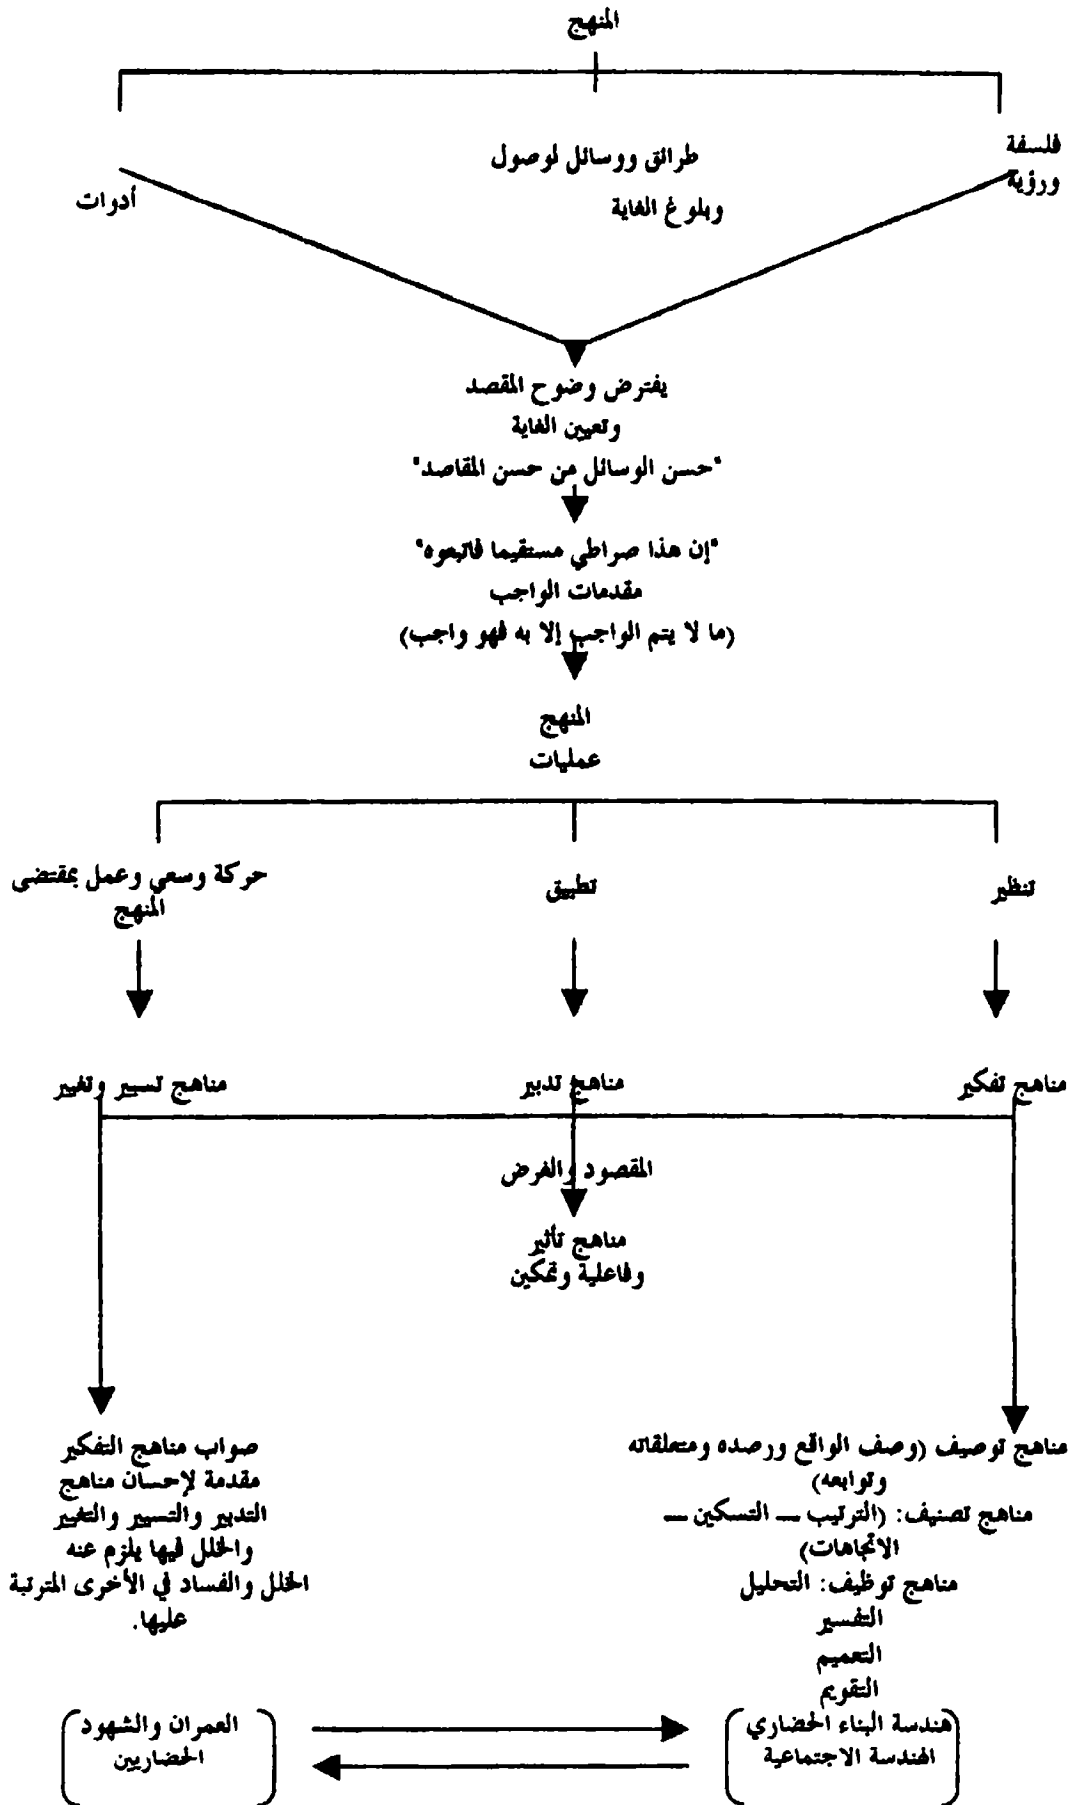 المنهج
فلسفة
ورؤية
طرائق ووسائل لوصول
وبلوغ الغاية
أدوات
يفترض وضوح المقصد
وتعيين الغاية
"حسن الوسائل من حسن المقاصد"
"إن هذا صراطي مستقيما فاتبعوه"
مقدمات الواجب
(ما لا يتم الواجب إلا به فهو واجب)
المنهج
عمليات
تنظير
تطبيق
حركة وسعي وعمل بمقتضى
المنهج
مناهج تفكير
مناهج تدبير
مناهج تسيير وتغيير
المقصود والغرض
مناهج تأثير
وفاعلية وتمكين
مناهج توصيف (وصف الواقع ورصده ومتعلقاته
وتوابعه)
مناهج تصنيف: (الترتيب – التسكين –
الاتجاهات)
مناهج توظيف: التحليل
التفسير
التعميم
التقويم
صواب مناهج التفكير
مقدمة لإحسان مناهج
التدبير والتسيير والتغيير
والخلل فيها يلزم عنه
الخلل والفساد في الأخرى المترتبة
عليها.
هندسة البناء الحضاري
الهندسة الاجتماعية
العمران والشهود
الحضاريين